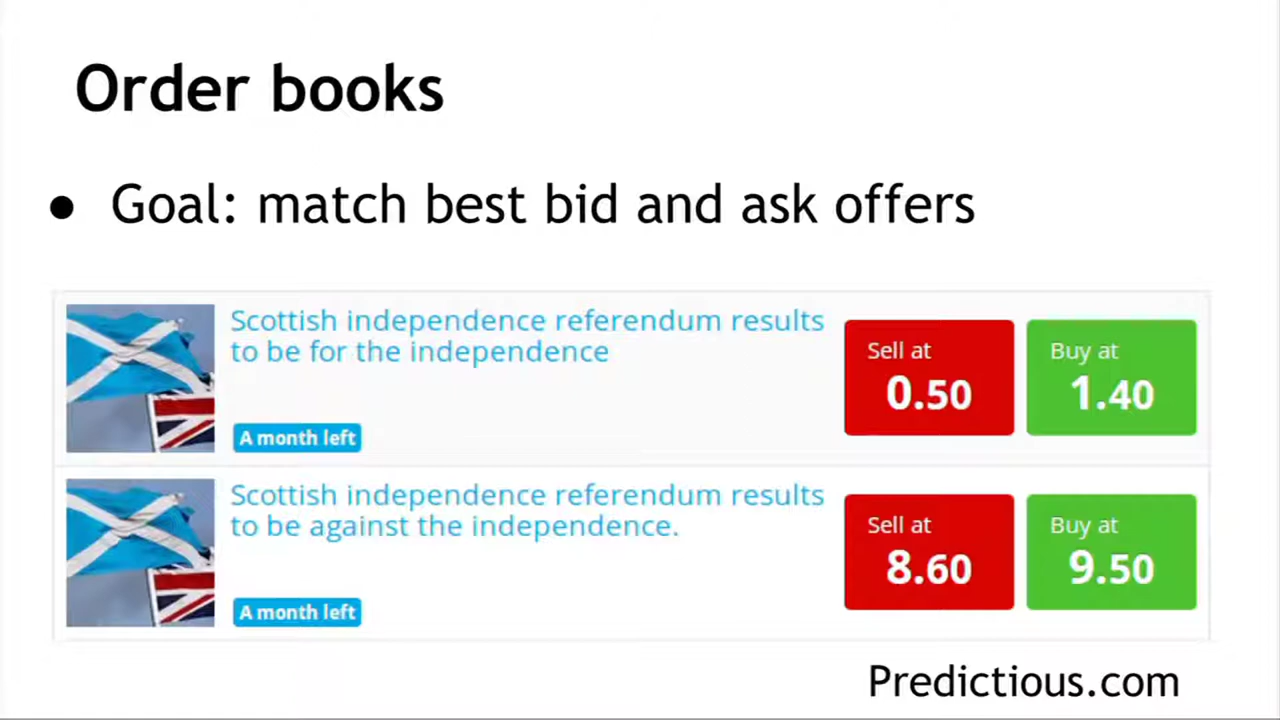 Order books
● Goal: match best bid and ask offers
Scottish independence referendum results
to be for the independence
A month left
Sell at
0.50
Buy at
1.40
Scottish independence referendum results
to be against the independence.
A month left
Sell at
8.60
Buy at
9.50
Predictious.com